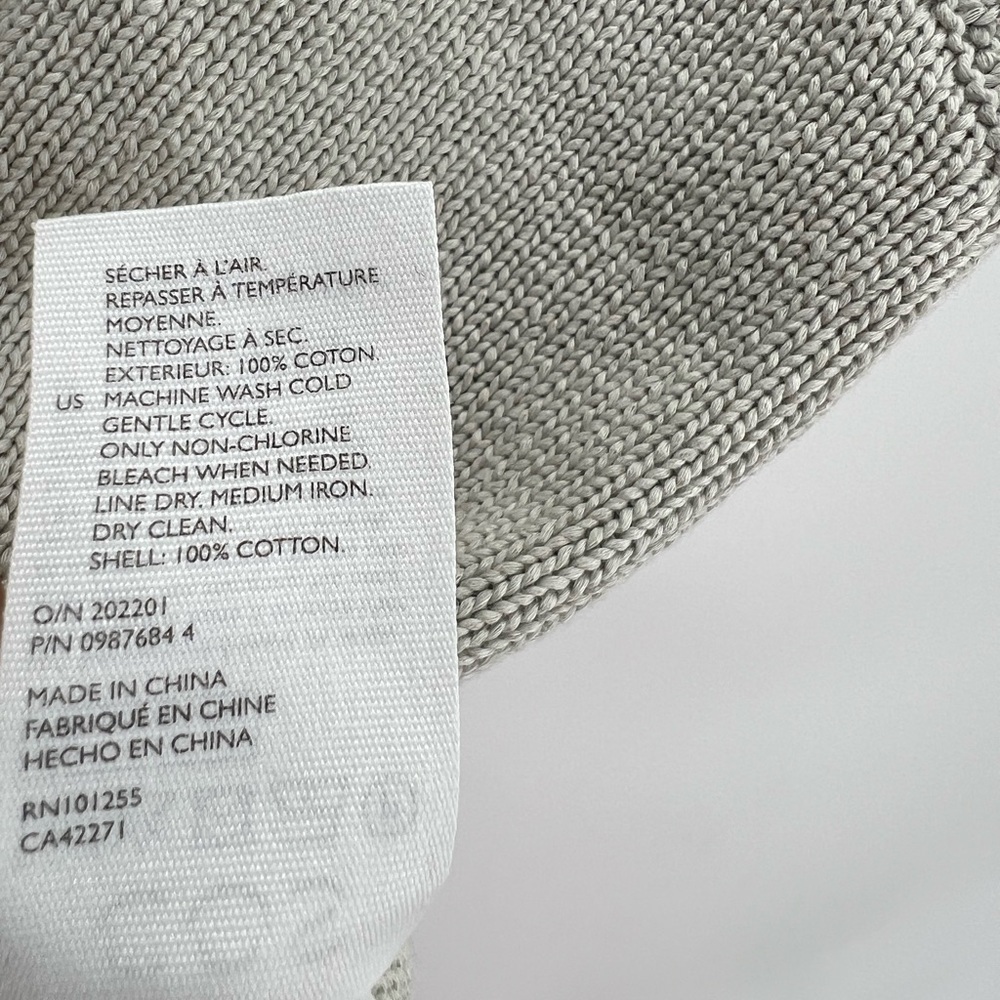 SÉCHER À L'AIR.
REPASSER À TEMPÉRATURE
MOYENNE.
NETTOYAGE À SEC.
EXTERIEUR: 100% COTON.
US MACHINE WASH COLD
GENTLE CYCLE.
ONLY NON-CHLORINE
BLEACH WHEN NEEDED.
LINE DRY. MEDIUM IRON.
DRY CLEAN.
SHELL: 100% COTTON.
O/N 202201
P/N 0987684 4
MADE IN CHINA
FABRIQUÉ EN CHINE
HECHO EN CHINA
RN101255
CA42271